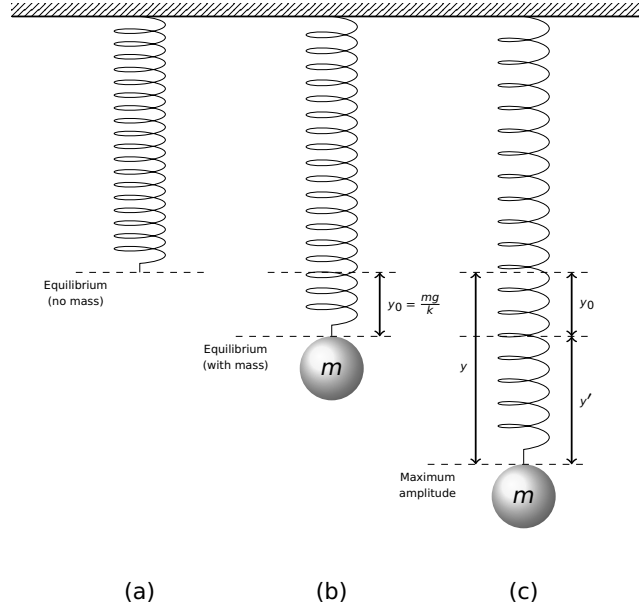 Equilibrium
(no mass)
Equilibrium
(with mass)
y₀ = mg/k
m
y
y₀
y′
Maximum
amplitude
m
(a)
(b)
(c)